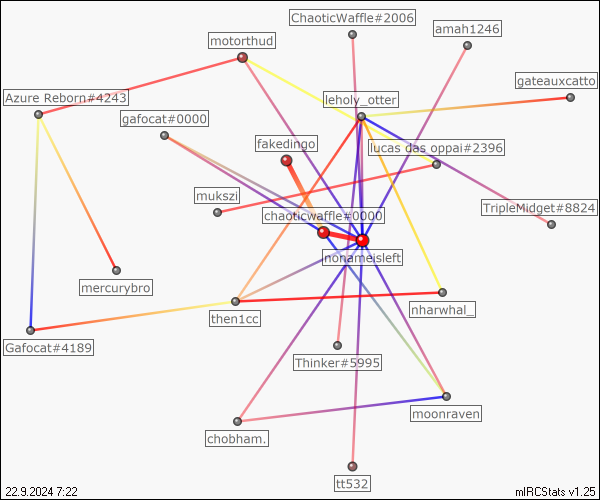 ChaoticWaffle#2006
amah1246
motorthud
gateauxcatto
Azure Reborn#4243
leholy_otter
gafocat#0000
fakedingo
lucas das oppai#2396
mukszi
chaoticwaffle#0000
TripleMidget#8824
nonameisleft
mercurybro
then1cc
nharwhal_
Gafocat#4189
Thinker#5995
moonraven
chobham.
tt532
22.9.2024 7:22
mIRCStats v1.25